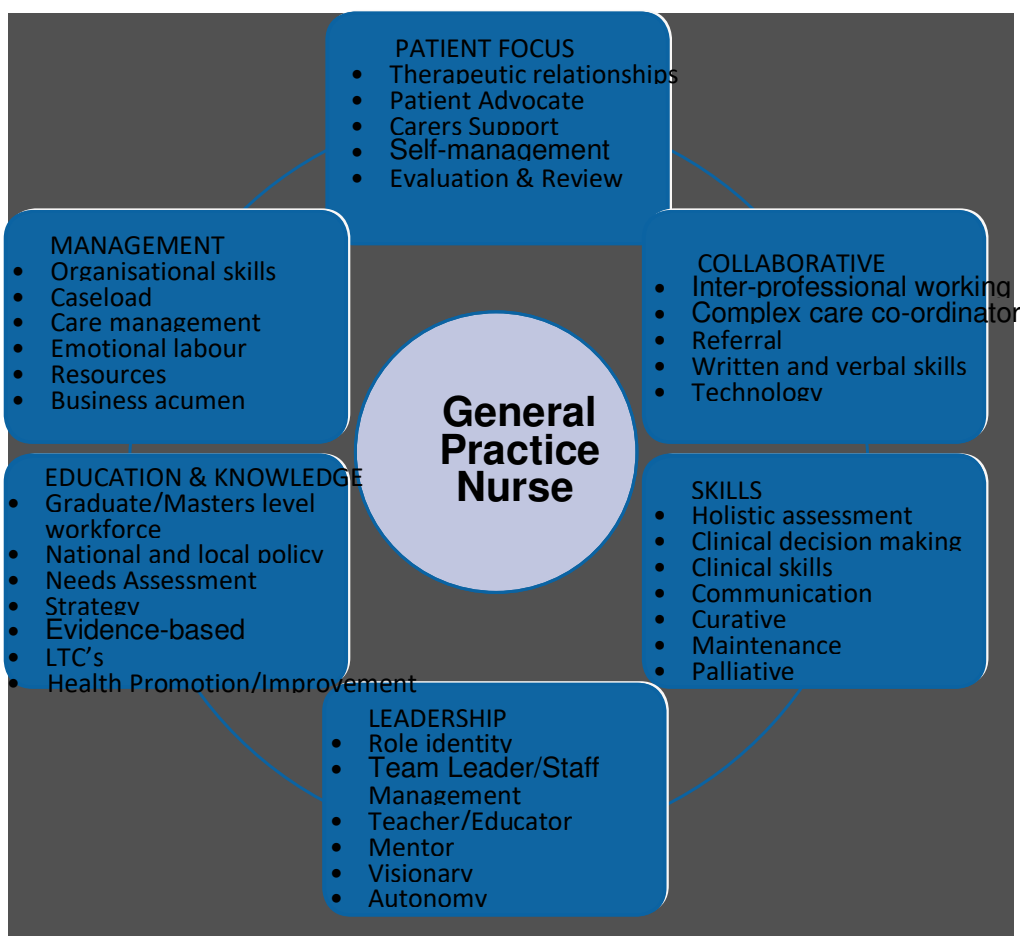 PATIENT FOCUS
• Therapeutic relationships
• Patient Advocate
• Carers Support
• Self-management
• Evaluation & Review
MANAGEMENT
• Organisational skills
• Caseload
• Care management
• Emotional labour
• Resources
• Business acumen
COLLABORATIVE
• Inter-professional working
• Complex care co-ordinator
• Referral
• Written and verbal skills
• Technology
General
Practice
Nurse
EDUCATION & KNOWLEDGE
• Graduate/Masters level
workforce
• National and local policy
• Needs Assessment
• Strategy
• Evidence-based
• LTC’s
• Health Promotion/Improvement
SKILLS
• Holistic assessment
• Clinical decision making
• Clinical skills
• Communication
• Curative
• Maintenance
• Palliative
LEADERSHIP
• Role identity
• Team Leader/Staff
Management
• Teacher/Educator
• Mentor
• Visionary
• Autonomy